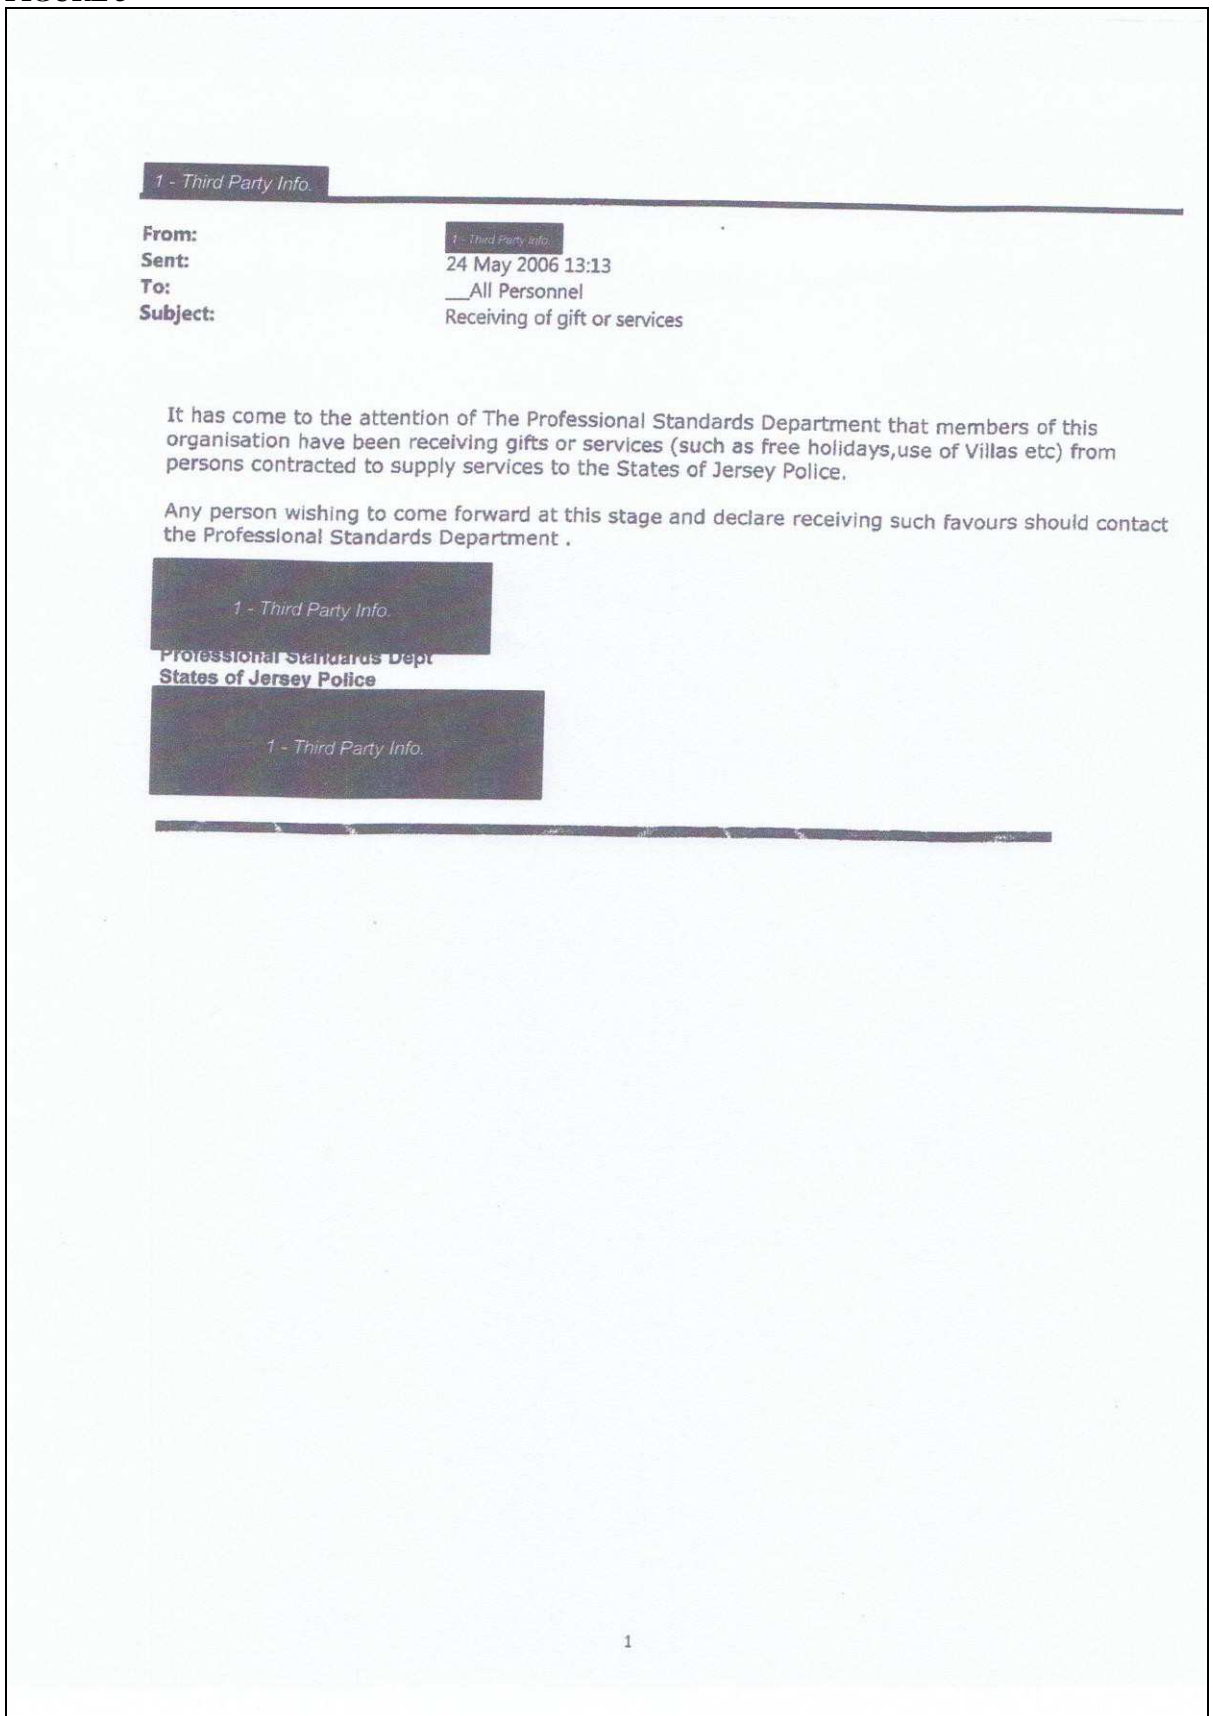 1 - Third Party Info.
From: 1 - Third Party Info.
Sent: 24 May 2006 13:13
To: __All Personnel
Subject: Receiving of gift or services
It has come to the attention of The Professional Standards Department that members of this
organisation have been receiving gifts or services (such as free holidays,use of Villas etc) from
persons contracted to supply services to the States of Jersey Police.
Any person wishing to come forward at this stage and declare receiving such favours should contact
the Professional Standards Department .
1 - Third Party Info.
Professional Standards Dept
States of Jersey Police
1 - Third Party Info.
1